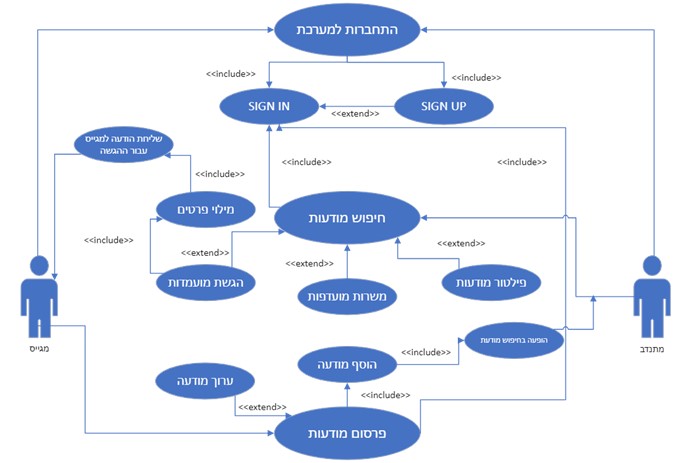 התחברות למערכת
<<include>>
<<include>>
SIGN IN
SIGN UP
<<extend>>
שליחת הודעה למגייס
עבור ההגשה
<<include>>
<<include>>
מילוי פרטים
חיפוש מודעות
<<include>>
<<extend>>
<<extend>>
<<extend>>
הגשת מועמדות
משרות מועדפות
פילטור מודעות
מגייס
מתנדב
הופעה בחיפוש מודעת
<<include>>
הוסף מודעה
ערוך מודעה
<<include>>
<<extend>>
פרסום מודעות